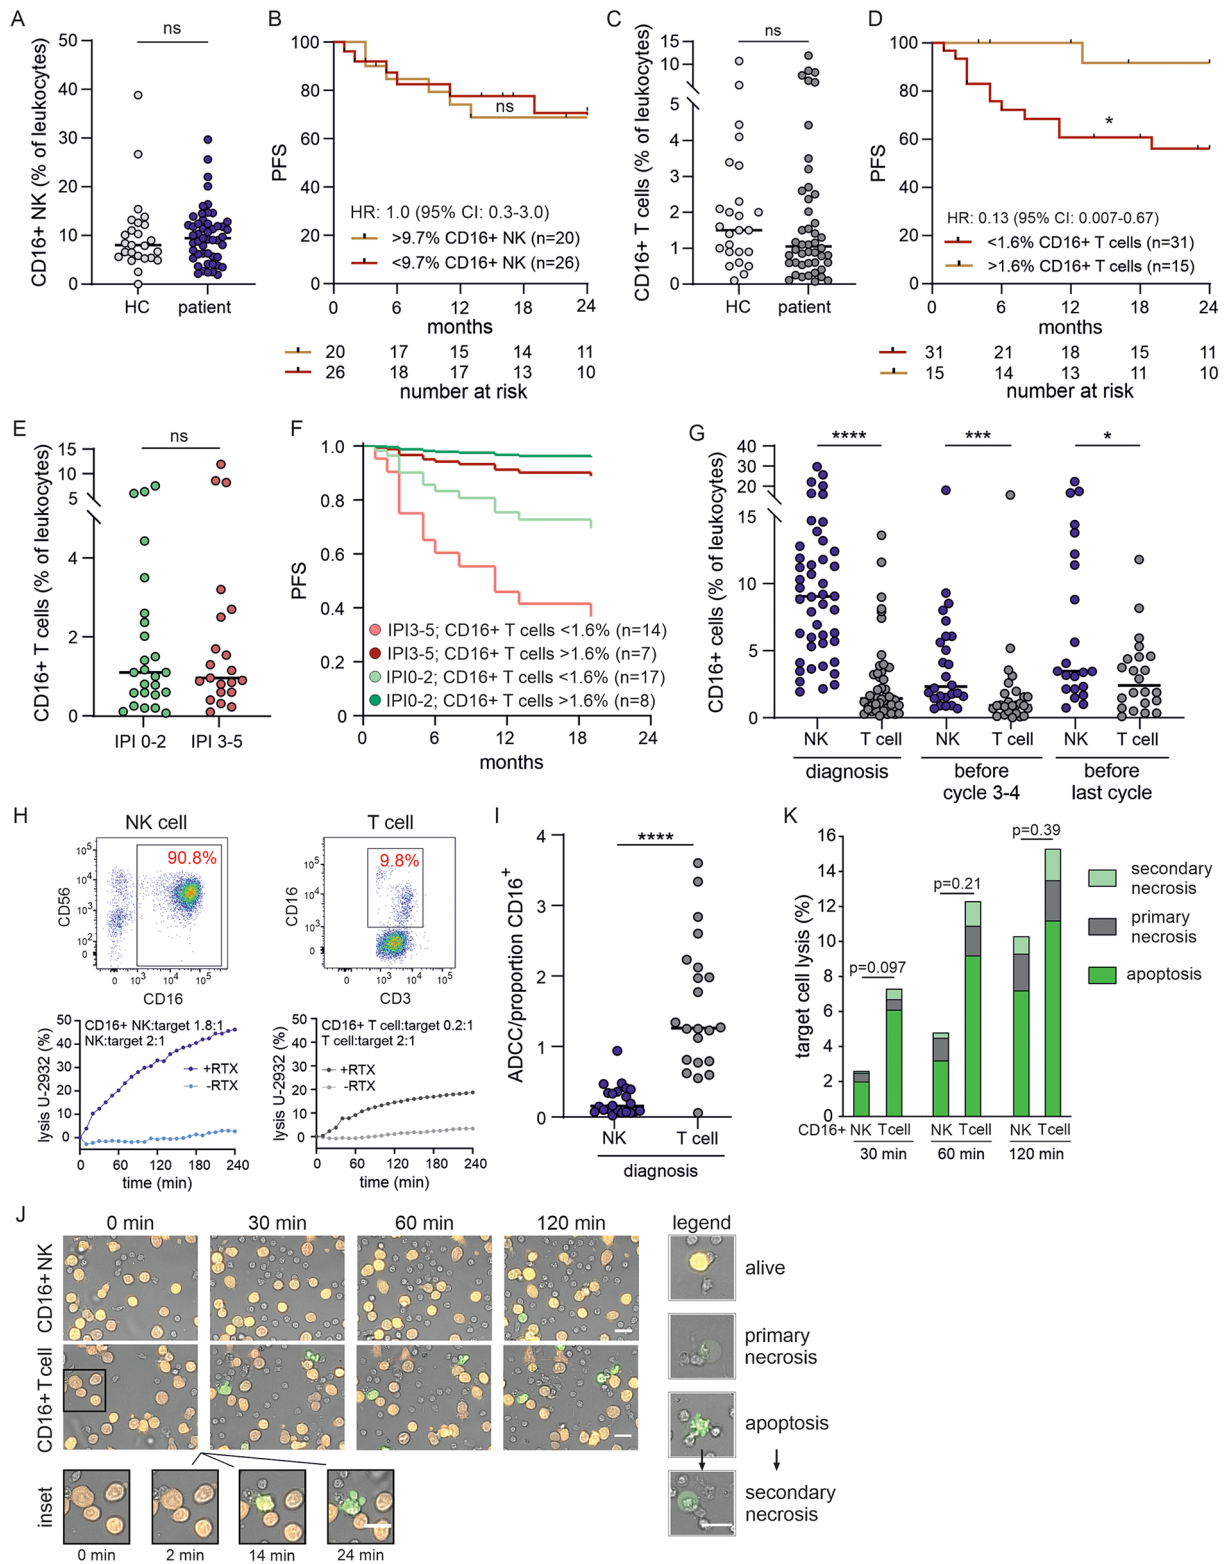 A
ns
CD16+ NK (% of leukocytes)
50
40
30
20
10
0
HC
patient
B
PFS
100
80
60
40
20
0
ns
HR: 1.0 (95% CI: 0.3-3.0)
>9.7% CD16+ NK (n=20)
<9.7% CD16+ NK (n=26)
0 6 12 18 24
months
20 17 15 14 11
26 18 17 13 10
number at risk
C
ns
CD16+ T cells (% of leukocytes)
15
10
5
4
3
2
1
0
HC
patient
D
PFS
100
80
60
40
20
0
*
HR: 0.13 (95% CI: 0.007-0.67)
<1.6% CD16+ T cells (n=31)
>1.6% CD16+ T cells (n=15)
0 6 12 18 24
months
31 21 18 15 11
15 14 13 11 10
number at risk
E
ns
CD16+ T cells (% of leukocytes)
15
10
5
4
2
0
IPI 0-2
IPI 3-5
F
PFS
1.0
0.8
0.6
0.4
0.2
0
IPI3-5; CD16+ T cells <1.6% (n=14)
IPI3-5; CD16+ T cells >1.6% (n=7)
IPI0-2; CD16+ T cells <1.6% (n=17)
IPI0-2; CD16+ T cells >1.6% (n=8)
0 6 12 18 24
months
G
**** *** *
CD16+ cells (% of leukocytes)
40
30
20
15
10
5
0
NK T cell NK T cell NK T cell
diagnosis
before
cycle 3-4
before
last cycle
H
NK cell
90.8%
CD56
10⁵
10⁴
10³
10²
0
0 10³ 10⁴ 10⁵
CD16
T cell
9.8%
CD16
10⁵
10⁴
10³
0
0 10³ 10⁴ 10⁵
CD3
lysis U-2932 (%)
50
40
30
20
10
0
CD16+ NK:target 1.8:1
NK:target 2:1
+RTX
-RTX
0 60 120 180 240
time (min)
lysis U-2932 (%)
50
40
30
20
10
0
CD16+ T cell:target 0.2:1
T cell:target 2:1
+RTX
-RTX
0 60 120 180 240
time (min)
I
****
ADCC/proportion CD16⁺
4
3
2
1
0
NK T cell
diagnosis
K
target cell lysis (%)
16
14
12
10
8
6
4
2
0
p=0.097
p=0.21
p=0.39
CD16+ NK Tcell NK Tcell NK Tcell
30 min 60 min 120 min
secondary
necrosis
primary
necrosis
apoptosis
J
0 min 30 min 60 min 120 min
CD16+ NK
CD16+ T cell
inset
0 min 2 min 14 min 24 min
legend
alive
primary
necrosis
apoptosis
secondary
necrosis